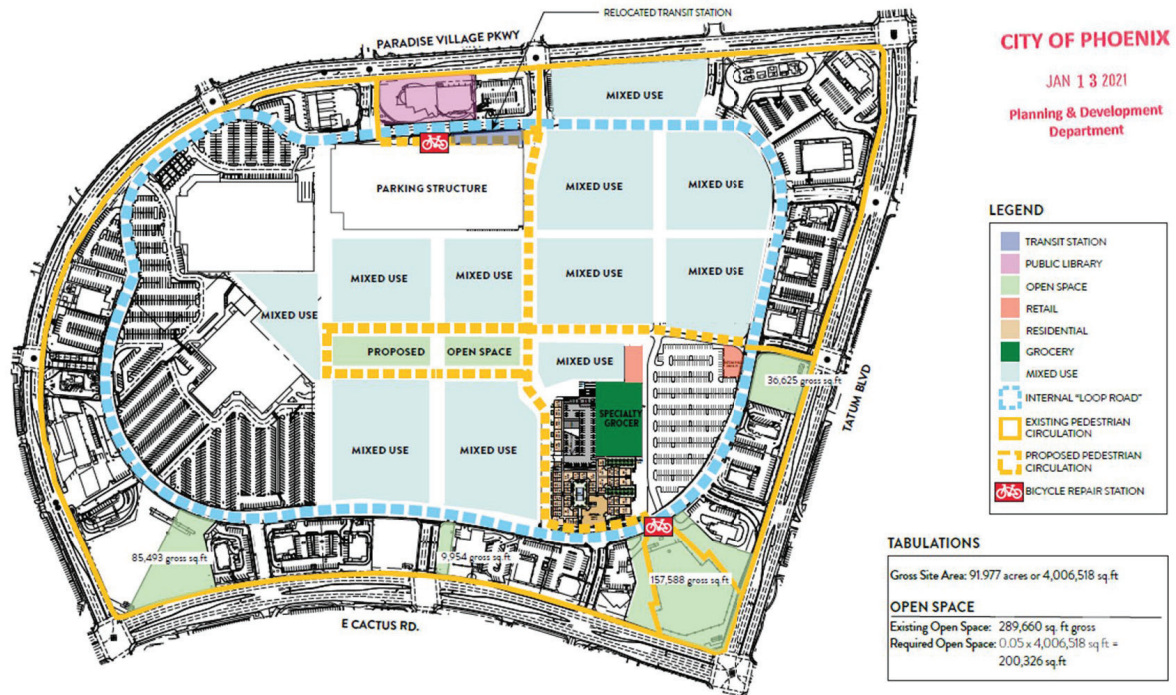 RELOCATED TRANSIT STATION
PARADISE VILLAGE PKWY
CITY OF PHOENIX
JAN 13 2021
Planning & Development
Department
MIXED USE
PARKING STRUCTURE
MIXED USE
MIXED USE
MIXED USE
MIXED USE
MIXED USE
MIXED USE
MIXED USE
PROPOSED
OPEN SPACE
MIXED USE
36,625 gross sq.ft
TATUM BLVD
SPECIALTY
GROCER
MIXED USE
MIXED USE
85,493 gross sq.ft
9,954 gross sq.ft
157,588 gross sq.ft
E CACTUS RD.
LEGEND
TRANSIT STATION
PUBLIC LIBRARY
OPEN SPACE
RETAIL
RESIDENTIAL
GROCERY
MIXED USE
INTERNAL "LOOP ROAD"
EXISTING PEDESTRIAN
CIRCULATION
PROPOSED PEDESTRIAN
CIRCULATION
BICYCLE REPAIR STATION
TABULATIONS
Gross Site Area: 91.977 acres or 4,006,518 sq.ft
OPEN SPACE
Existing Open Space: 289,660 sq. ft gross
Required Open Space: 0.05 x 4,006,518 sq ft =
200,326 sq.ft